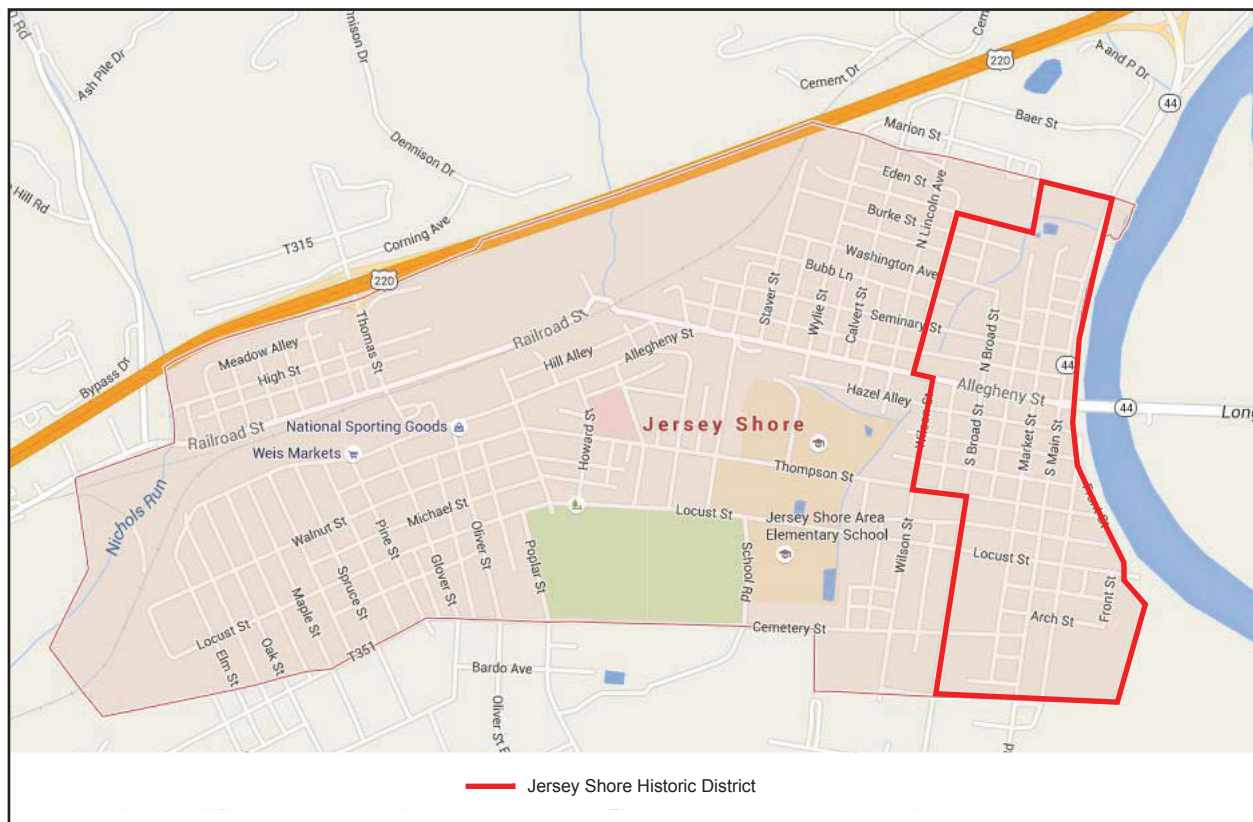 Ash Pile Dr
Dennison Dr
Cement Dr
220
A and P Dr
44
Baer St
Marion St
Dennison Dr
Eden St
N Lincoln Ave
Hill Rd
Burke St
T315
Corning Ave
Washington Ave
220
Bubb Ln
Staver St
Wylie St
Calvert St
Seminary St
Thomas St
Railroad St
N Broad St
Meadow Alley
Hill Alley
Allegheny St
44
Bypass Dr
High St
Hazel Alley
Allegheny St
44
Long
Railroad St
National Sporting Goods
Howard St
Jersey Shore
Wilson St
S Broad St
Market St
S Main St
Weis Markets
Thompson St
Nichols Run
Michael St
Locust St
Front St
Walnut St
Pine St
Oliver St
Jersey Shore Area
Elementary School
Poplar St
School Rd
Wilson St
Locust St
Glover St
Spruce St
Maple St
Front St
Arch St
Locust St
Cemetery St
Elm St
Oak St
T351
Bardo Ave
Oliver St
Jersey Shore Historic District